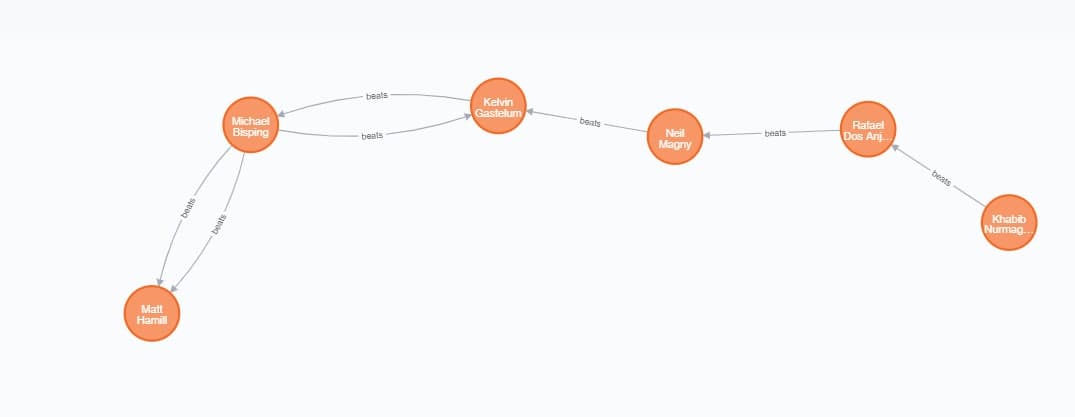 beats
Michael
Bisping
beats
Kelvin
Gastelum
beats
Neil
Magny
beats
Rafael
Dos Anj...
beats
Khabib
Nurmag...
beats
beats
Matt
Hamill